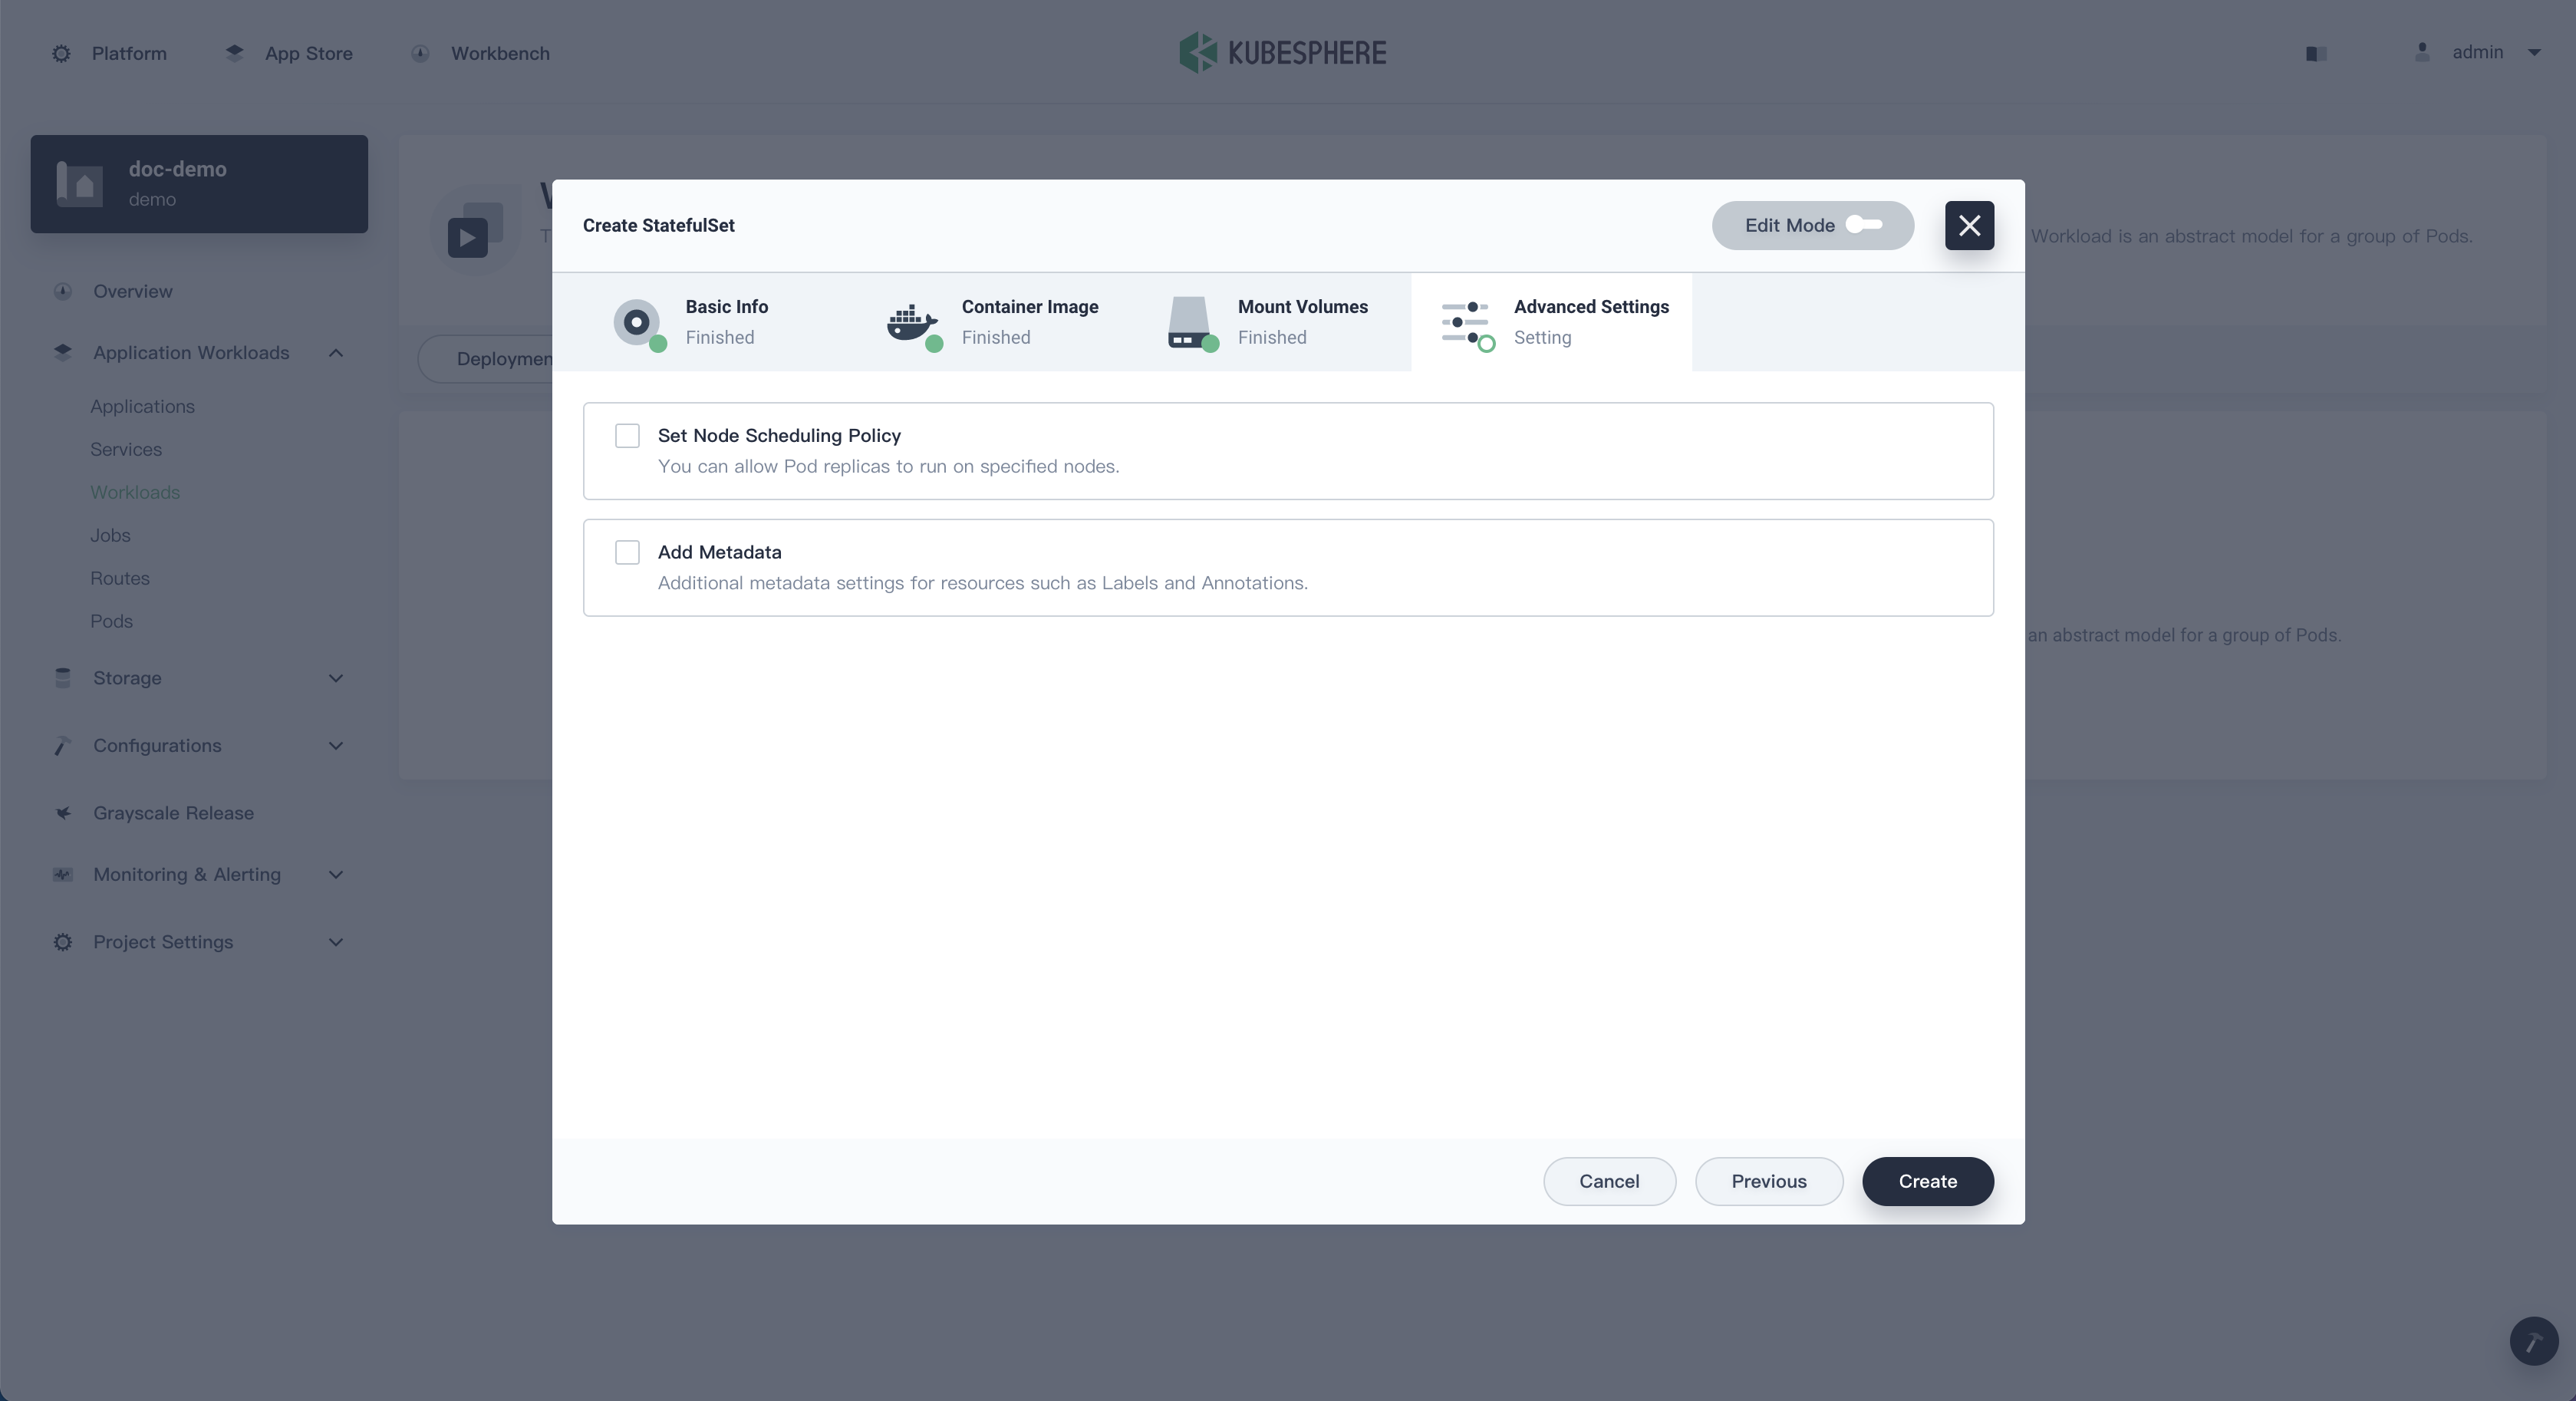 Platform
App Store
Workbench
KUBESPHERE
admin
doc-demo
demo
Overview
Application Workloads
Applications
Services
Workloads
Jobs
Routes
Pods
Storage
Configurations
Grayscale Release
Monitoring & Alerting
Project Settings
Workload is an abstract model for a group of Pods.
an abstract model for a group of Pods.
Create StatefulSet
Edit Mode
Basic Info
Finished
Container Image
Finished
Mount Volumes
Finished
Advanced Settings
Setting
Set Node Scheduling Policy
You can allow Pod replicas to run on specified nodes.
Add Metadata
Additional metadata settings for resources such as Labels and Annotations.
Cancel
Previous
Create